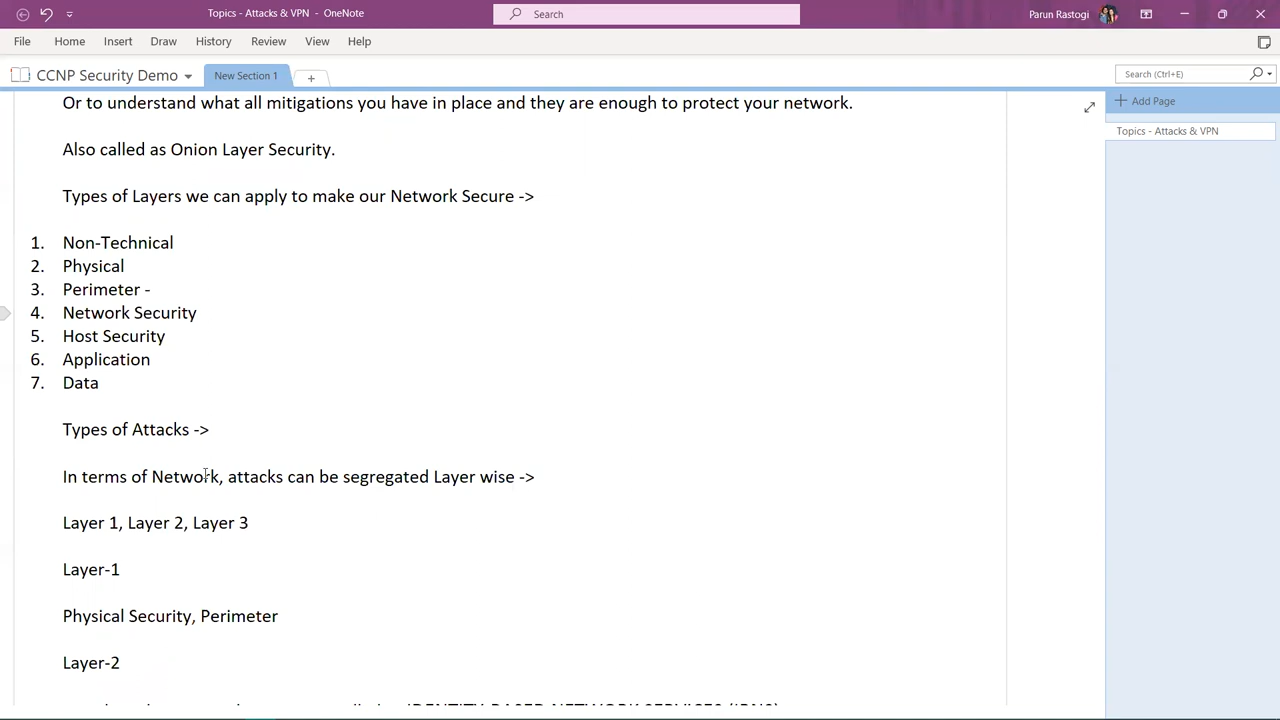 Topics - Attacks & VPN - OneNote
Search
Parun Rastogi
File Home Insert Draw History Review View Help
CCNP Security Demo
New Section 1
Search (Ctrl+E)
Add Page
Topics - Attacks & VPN
Or to understand what all mitigations you have in place and they are enough to protect your network.
Also called as Onion Layer Security.
Types of Layers we can apply to make our Network Secure ->
1. Non-Technical
2. Physical
3. Perimeter -
4. Network Security
5. Host Security
6. Application
7. Data
Types of Attacks ->
In terms of Network, attacks can be segregated Layer wise ->
Layer 1, Layer 2, Layer 3
Layer-1
Physical Security, Perimeter
Layer-2
IDENTITY BASED NETWORK SERVICES (IBNS)